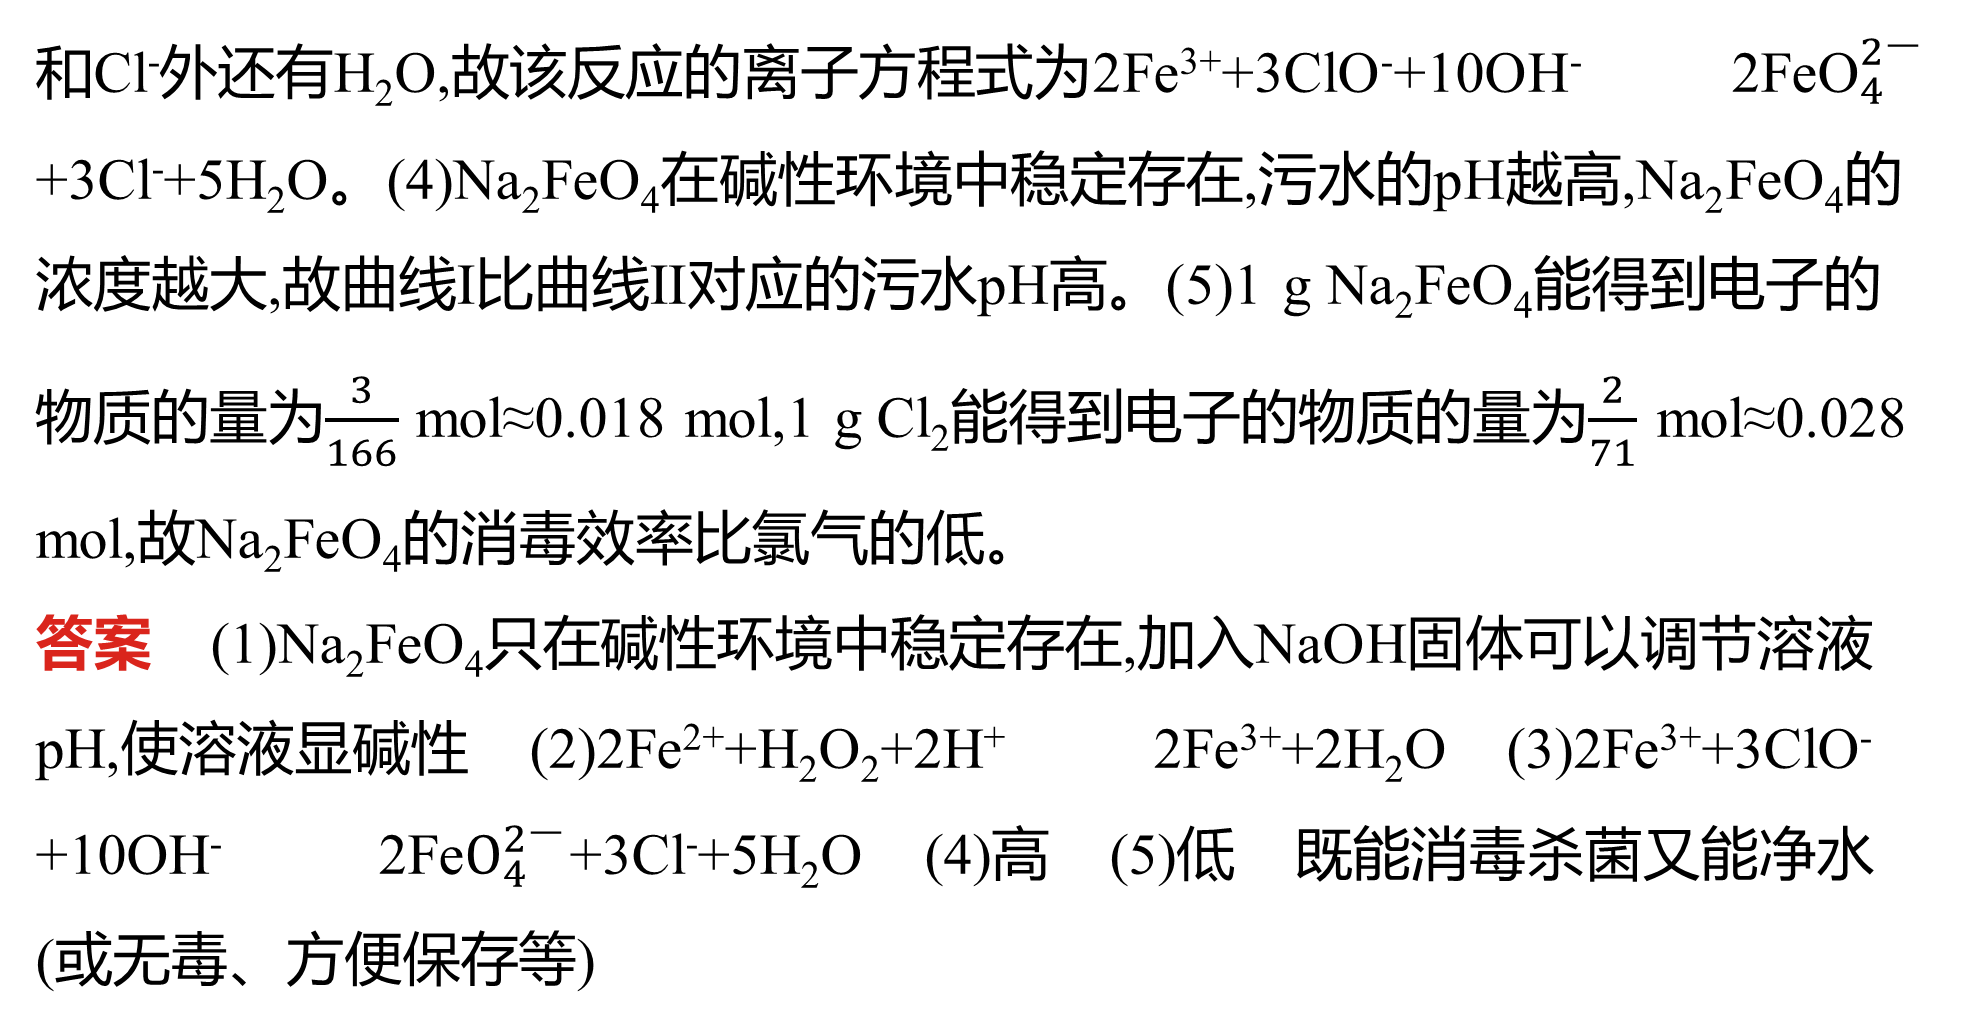 和Cl⁻外还有H₂O,故该反应的离子方程式为2Fe³⁺+3ClO⁻+10OH⁻ 2FeO₄²⁻
+3Cl⁻+5H₂O。(4)Na₂FeO₄在碱性环境中稳定存在,污水的pH越高,Na₂FeO₄的
浓度越大,故曲线I比曲线II对应的污水pH高。(5)1 g Na₂FeO₄能得到电子的
物质的量为3/166 mol≈0.018 mol,1 g Cl₂能得到电子的物质的量为2/71 mol≈0.028
mol,故Na₂FeO₄的消毒效率比氯气的低。
答案 (1)Na₂FeO₄只在碱性环境中稳定存在,加入NaOH固体可以调节溶液
pH,使溶液显碱性 (2)2Fe²⁺+H₂O₂+2H⁺ 2Fe³⁺+2H₂O (3)2Fe³⁺+3ClO⁻
+10OH⁻ 2FeO₄²⁻+3Cl⁻+5H₂O (4)高 (5)低 既能消毒杀菌又能净水
(或无毒、方便保存等)